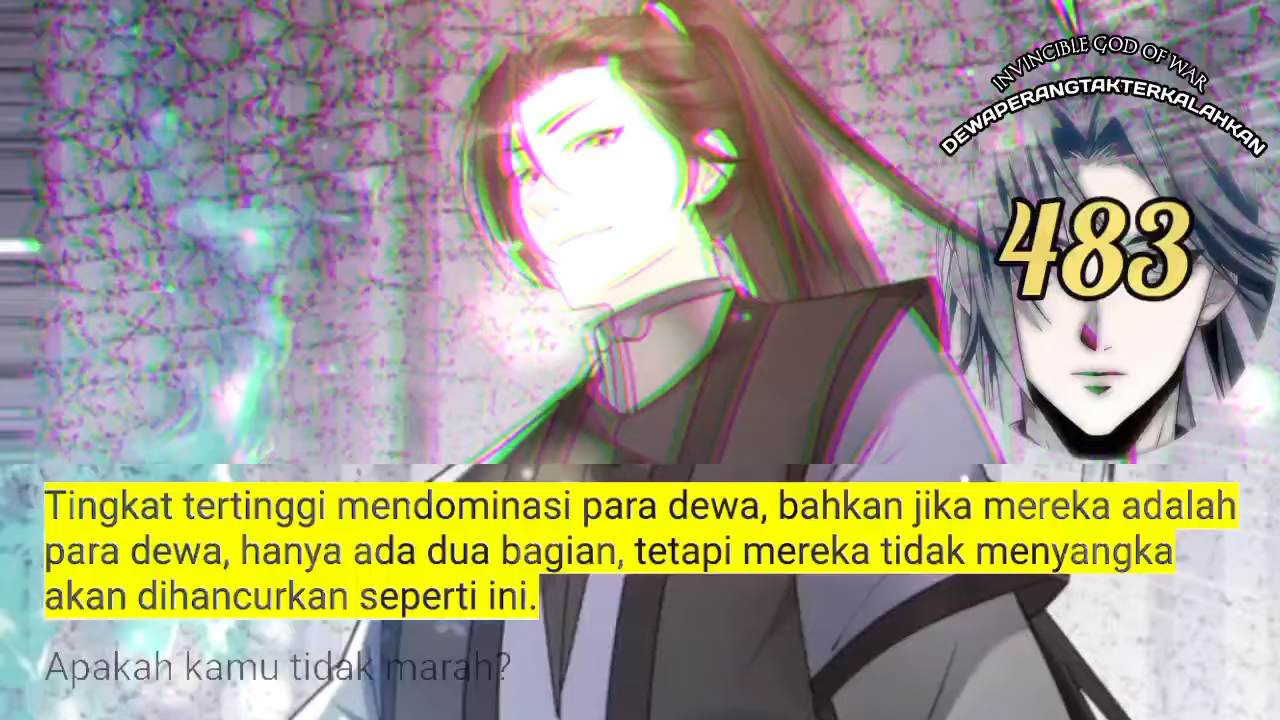 INVINCIBLE GOD OF WAR
DEWAPERANGTAKTERKALAHKAN
483
Tingkat tertinggi mendominasi para dewa, bahkan jika mereka adalah
para dewa, hanya ada dua bagian, tetapi mereka tidak menyangka
akan dihancurkan seperti ini.
Apakah kamu tidak marah?